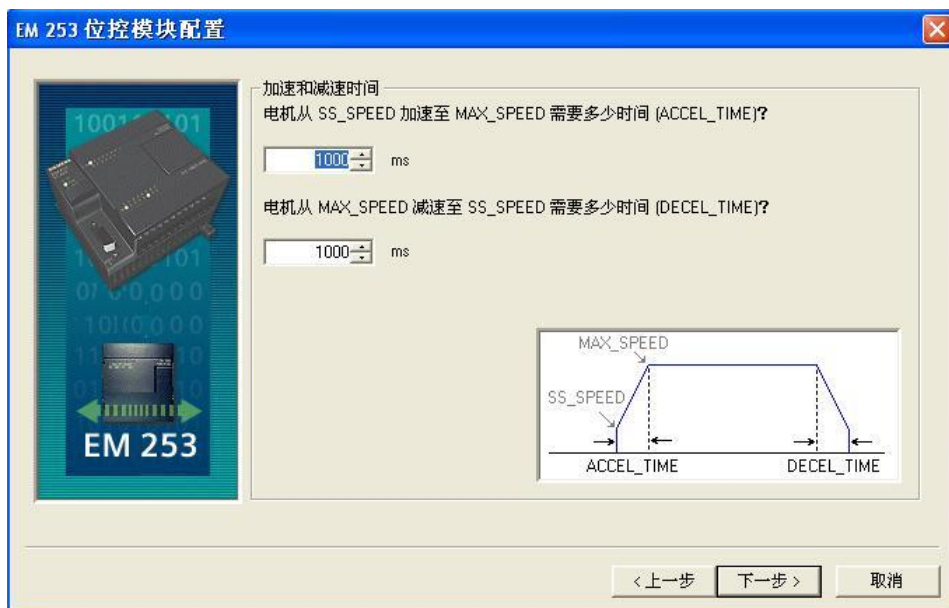 EM 253 位控模块配置
加速和减速时间
电机从 SS_SPEED 加速至 MAX_SPEED 需要多少时间 (ACCEL_TIME)?
1000 ms
电机从 MAX_SPEED 减速至 SS_SPEED 需要多少时间 (DECEL_TIME)?
1000 ms
MAX_SPEED
SS_SPEED
ACCEL_TIME DECEL_TIME
EM 253
<上一步 下一步> 取消